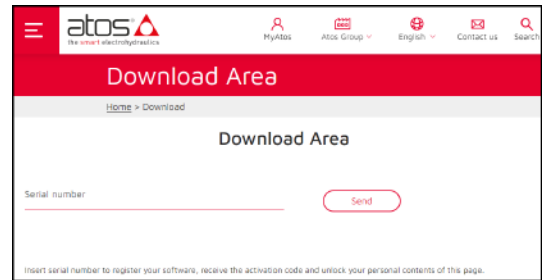 atos
the smart electrohydraulics
MyAtos
Atos Group
English
Contact us
Search
Download Area
Home > Download
Download Area
Serial number
Send
Insert serial number to register your software, receive the activation code and unlock your personal contents of this page.